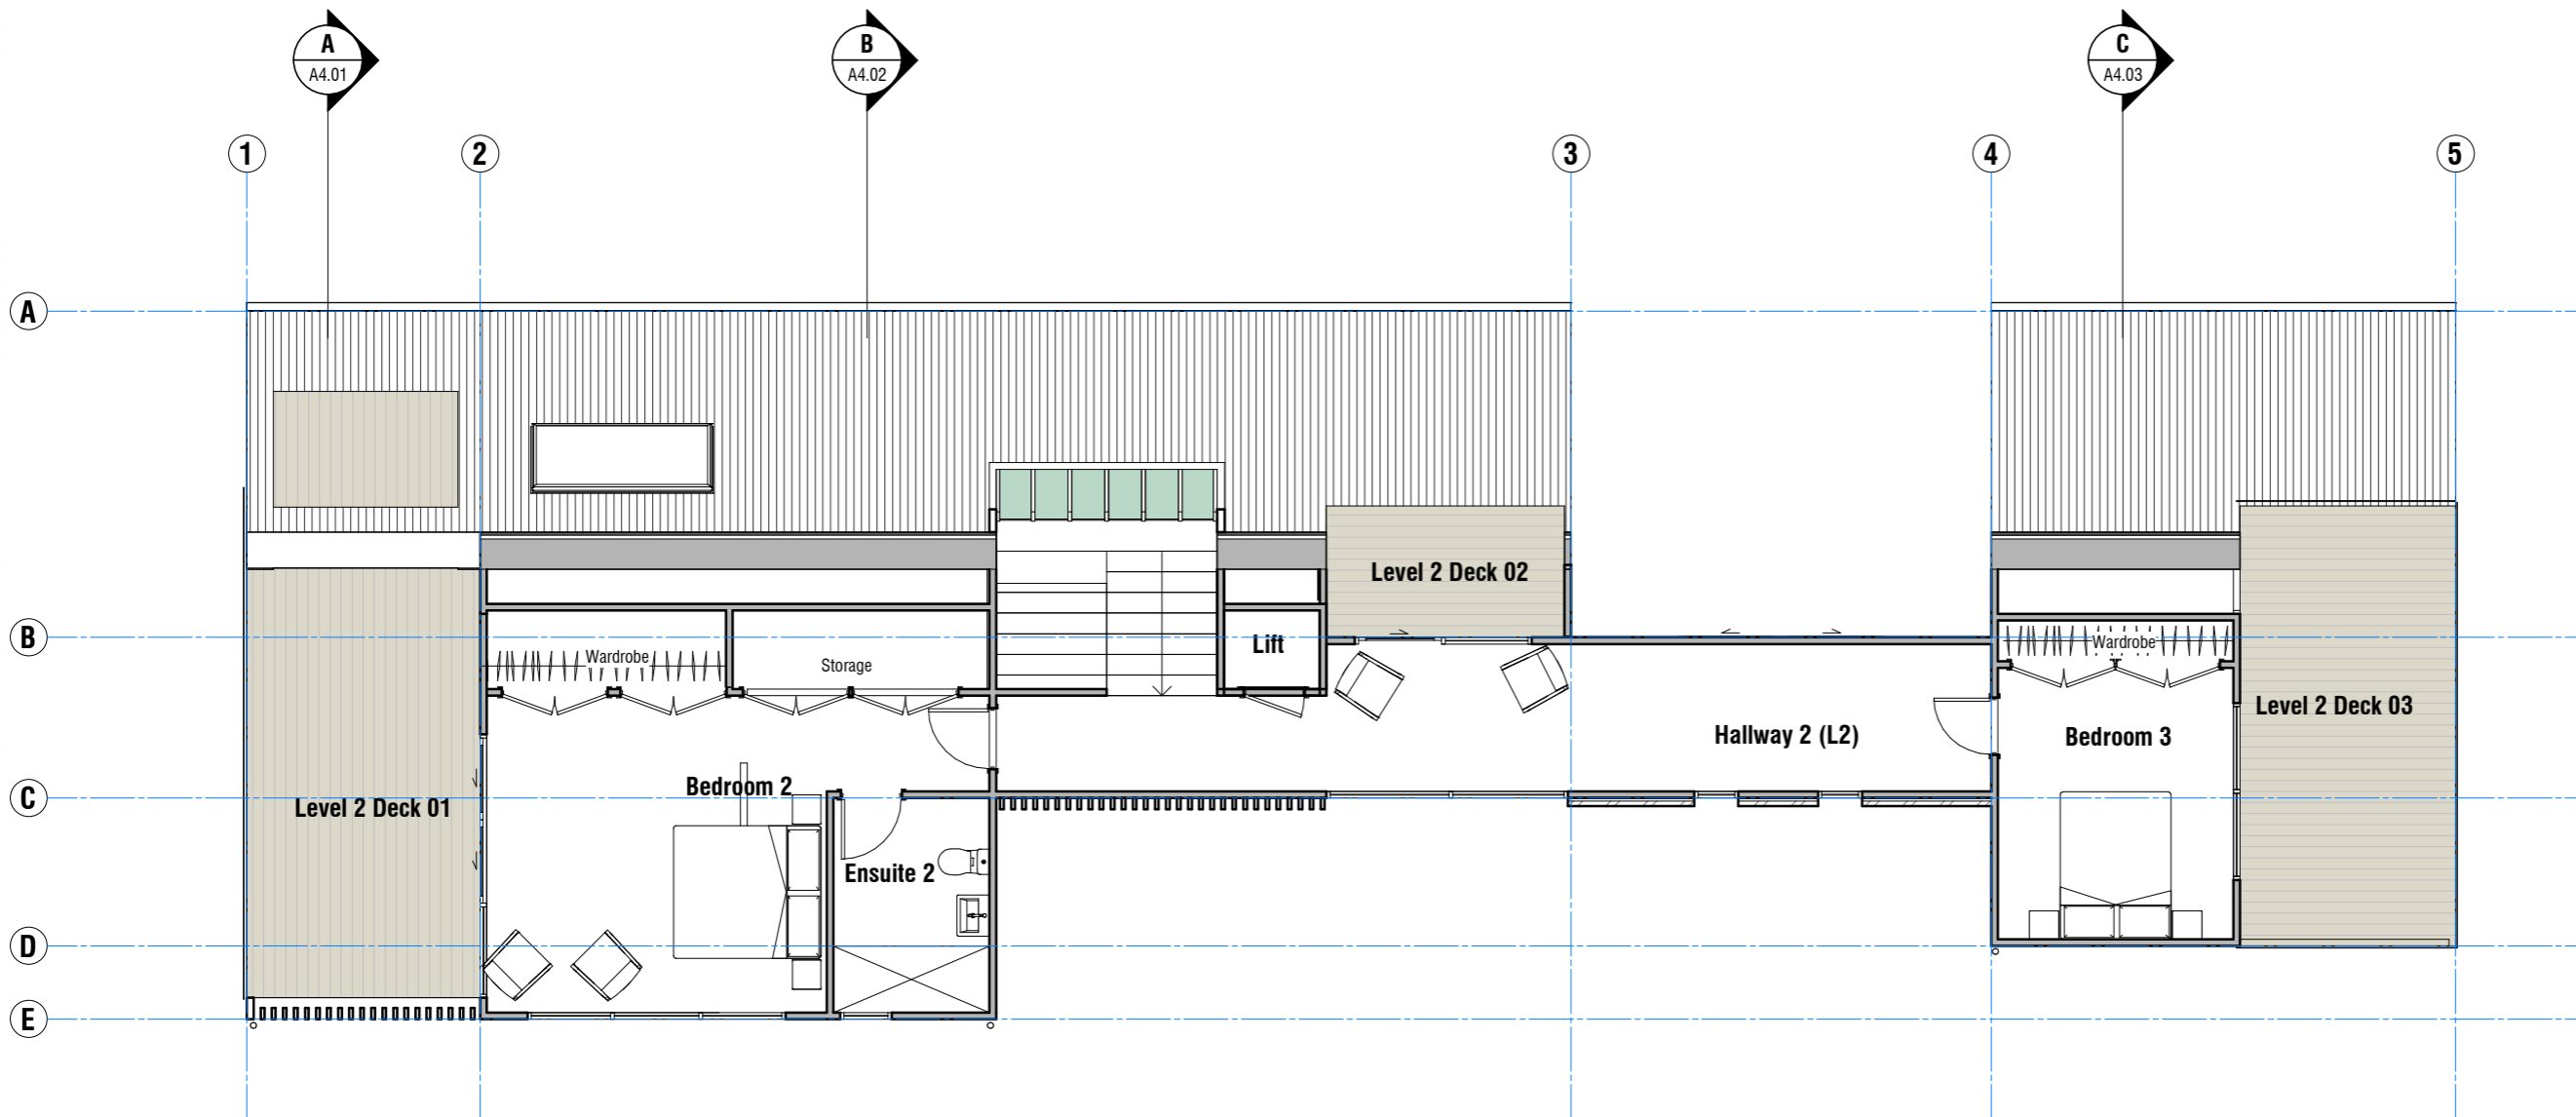 A
A4.01
B
A4.02
C
A4.03
1
2
3
4
5
A
Level 2 Deck 02
B
Lift
Wardrobe
Storage
Wardrobe
Level 2 Deck 03
Hallway 2 (L2)
Bedroom 3
Bedroom 2
C
Level 2 Deck 01
Ensuite 2
D
E